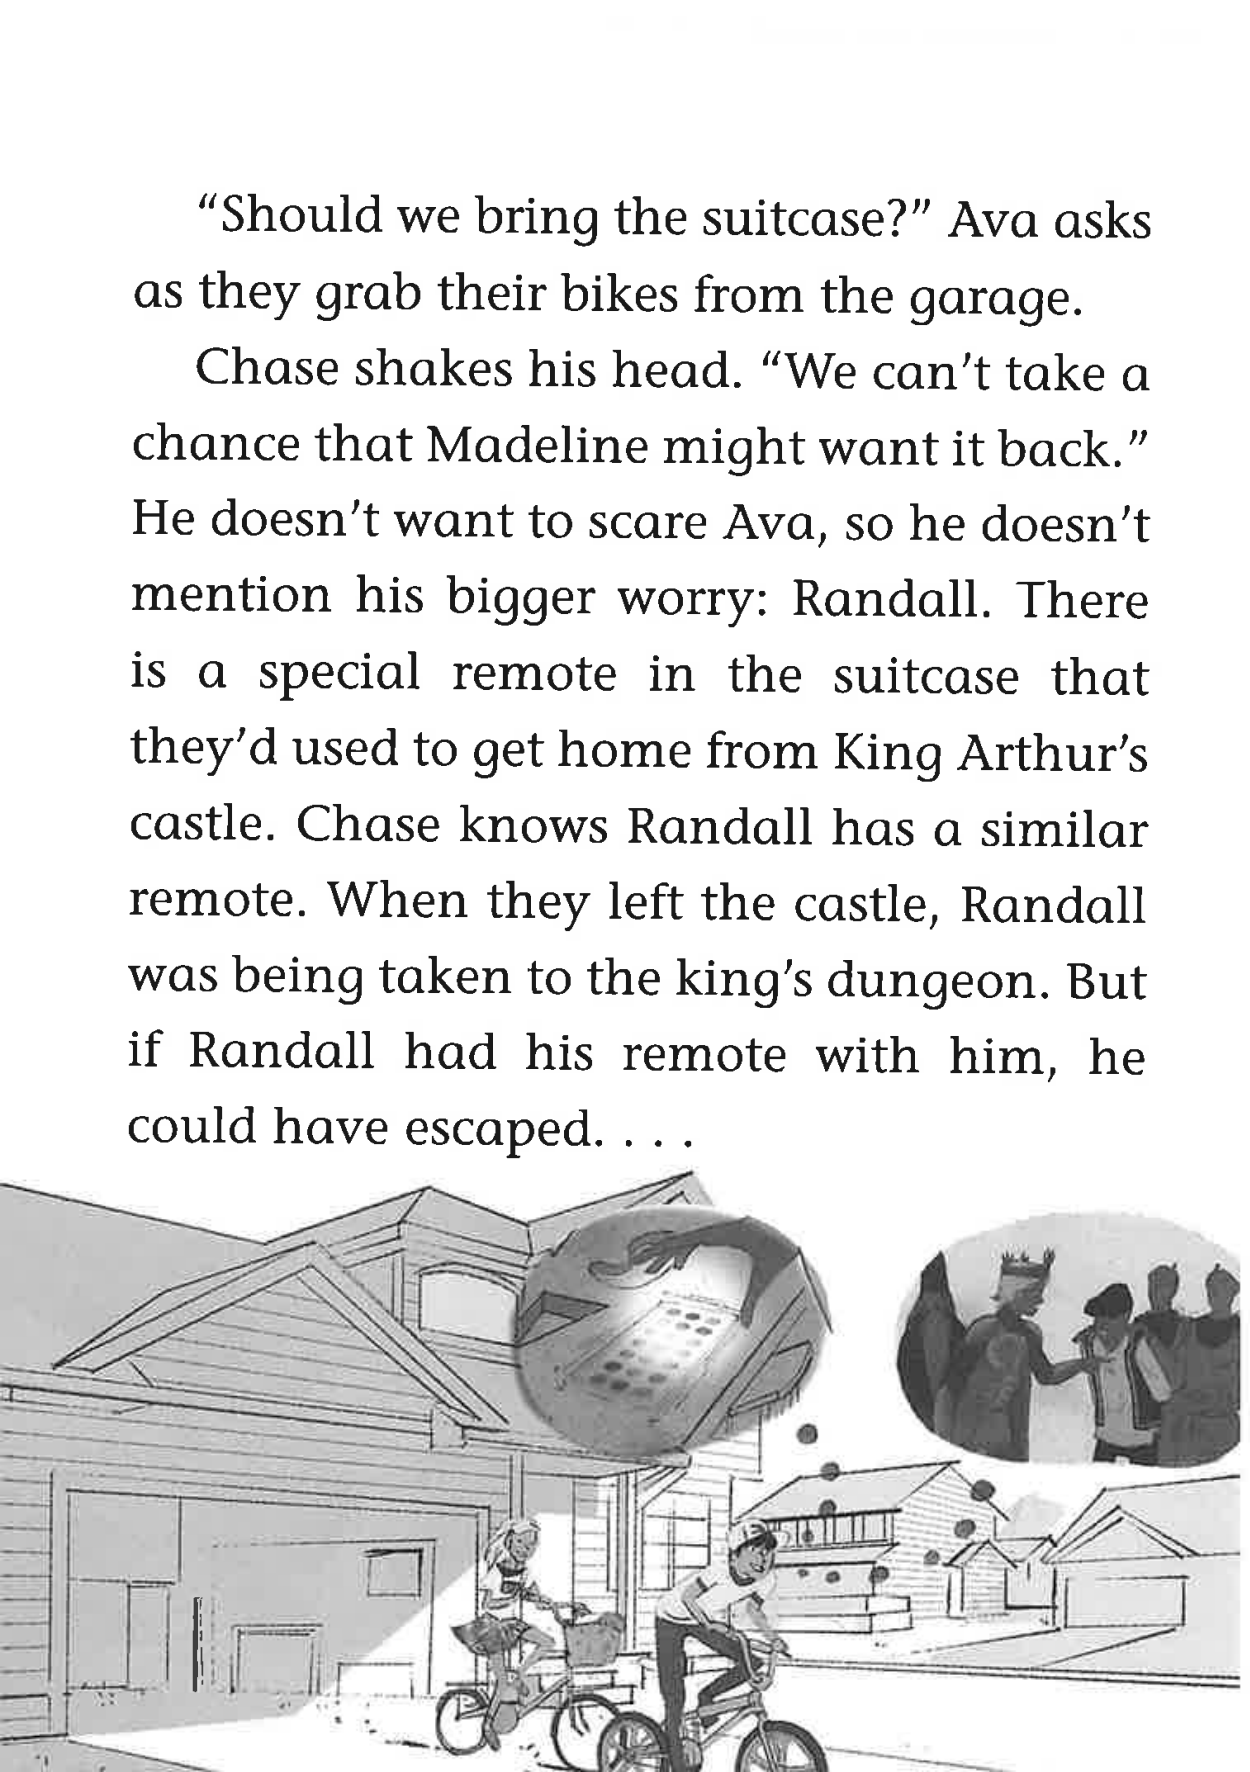 “Should we bring the suitcase?” Ava asks
as they grab their bikes from the garage.
Chase shakes his head. “We can’t take a
chance that Madeline might want it back.”
He doesn’t want to scare Ava, so he doesn’t
mention his bigger worry: Randall. There
is a special remote in the suitcase that
they’d used to get home from King Arthur’s
castle. Chase knows Randall has a similar
remote. When they left the castle, Randall
was being taken to the king’s dungeon. But
if Randall had his remote with him, he
could have escaped. . . .